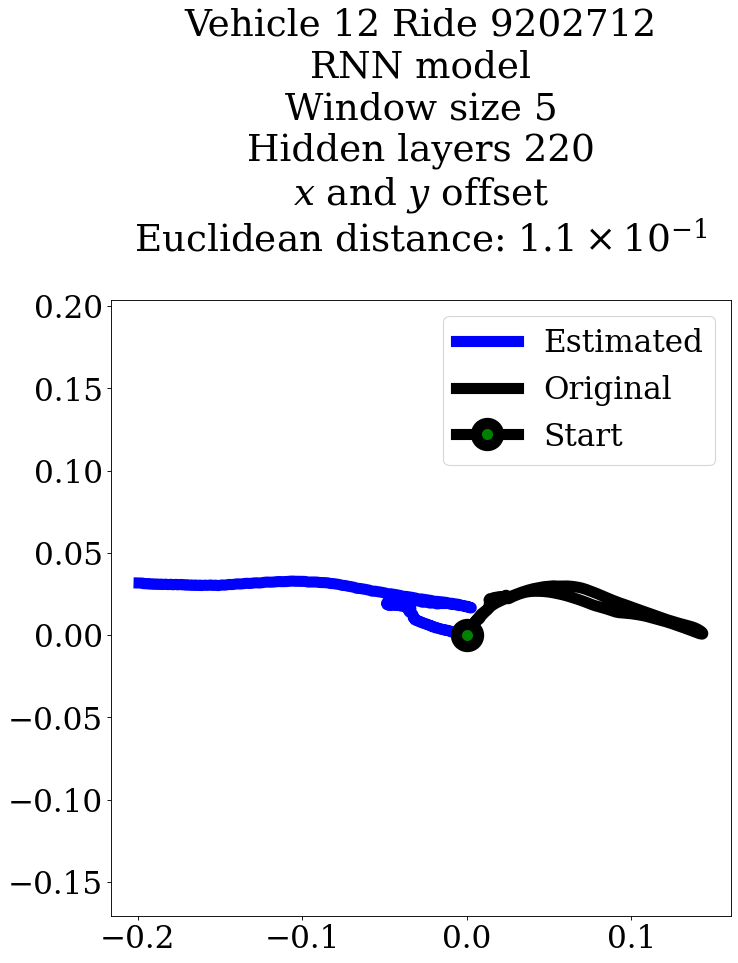 Vehicle 12 Ride 9202712
RNN model
Window size 5
Hidden layers 220
x and y offset
Euclidean distance: 1.1 × 10⁻¹
Estimated
Original
Start
0.20
0.15
0.10
0.05
0.00
−0.05
−0.10
−0.15
−0.2 −0.1 0.0 0.1